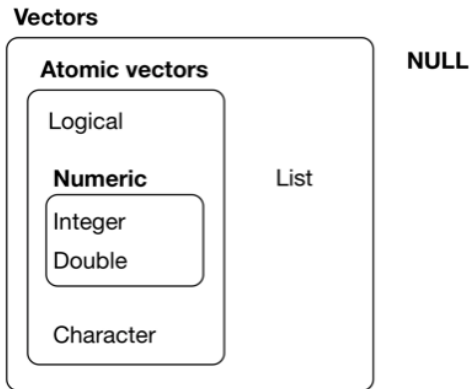 Vectors
NULL
Atomic vectors
Logical
Numeric
List
Integer
Double
Character